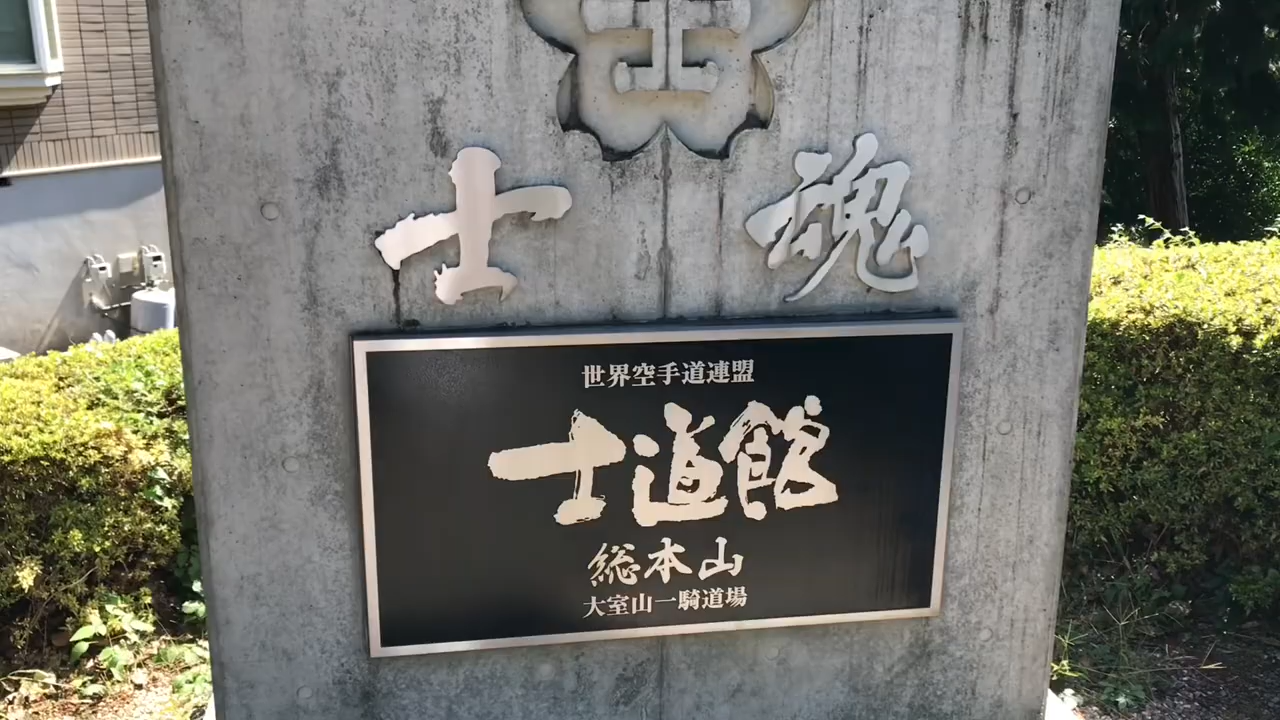 士魂
世界空手道連盟
士道館
総本山
大室山一騎道場